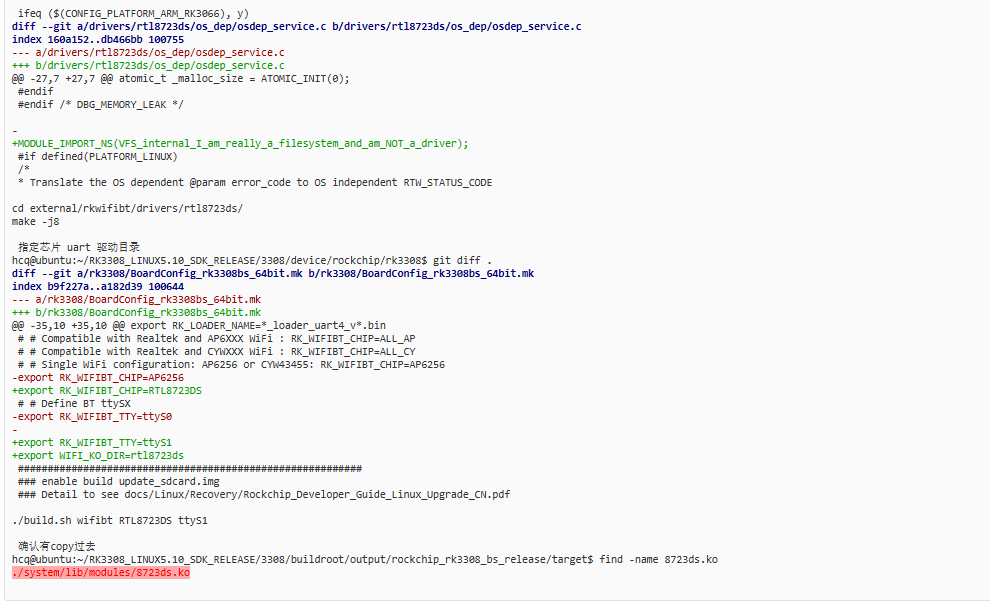 ifeq ($(CONFIG_PLATFORM_ARM_RK3066), y)
diff --git a/drivers/rtl8723ds/os_dep/osdep_service.c b/drivers/rtl8723ds/os_dep/osdep_service.c
index 160a152..db466bb 100755
--- a/drivers/rtl8723ds/os_dep/osdep_service.c
+++ b/drivers/rtl8723ds/os_dep/osdep_service.c
@@ -27,7 +27,7 @@ atomic_t _malloc_size = ATOMIC_INIT(0);
 #endif
 #endif /* DBG_MEMORY_LEAK */

-
+MODULE_IMPORT_NS(VFS_internal_I_am_really_a_filesystem_and_am_NOT_a_driver);
 #if defined(PLATFORM_LINUX)
 /*
 * Translate the OS dependent @param error_code to OS independent RTW_STATUS_CODE

cd external/rkwifibt/drivers/rtl8723ds/
make -j8

 指定芯片 uart 驱动目录
hcq@ubuntu:~/RK3308_LINUX5.10_SDK_RELEASE/3308/device/rockchip/rk3308$ git diff .
diff --git a/rk3308/BoardConfig_rk3308bs_64bit.mk b/rk3308/BoardConfig_rk3308bs_64bit.mk
index b9f227a..a182d39 100644
--- a/rk3308/BoardConfig_rk3308bs_64bit.mk
+++ b/rk3308/BoardConfig_rk3308bs_64bit.mk
@@ -35,10 +35,10 @@ export RK_LOADER_NAME=*_loader_uart4_v*.bin
 # # Compatible with Realtek and AP6XXX WiFi : RK_WIFIBT_CHIP=ALL_AP
 # # Compatible with Realtek and CYWXXX WiFi : RK_WIFIBT_CHIP=ALL_CY
 # # Single WiFi configuration: AP6256 or CYW43455: RK_WIFIBT_CHIP=AP6256
-export RK_WIFIBT_CHIP=AP6256
+export RK_WIFIBT_CHIP=RTL8723DS
 # # Define BT ttySX
-export RK_WIFIBT_TTY=ttyS0
-
+export RK_WIFIBT_TTY=ttyS1
+export WIFI_KO_DIR=rtl8723ds
 ##########################################################
 ### enable build update_sdcard.img
 ### Detail to see docs/Linux/Recovery/Rockchip_Developer_Guide_Linux_Upgrade_CN.pdf

./build.sh wifibt RTL8723DS ttyS1

 确认有copy过去
hcq@ubuntu:~/RK3308_LINUX5.10_SDK_RELEASE/3308/buildroot/output/rockchip_rk3308_bs_release/target$ find -name 8723ds.ko
./system/lib/modules/8723ds.ko